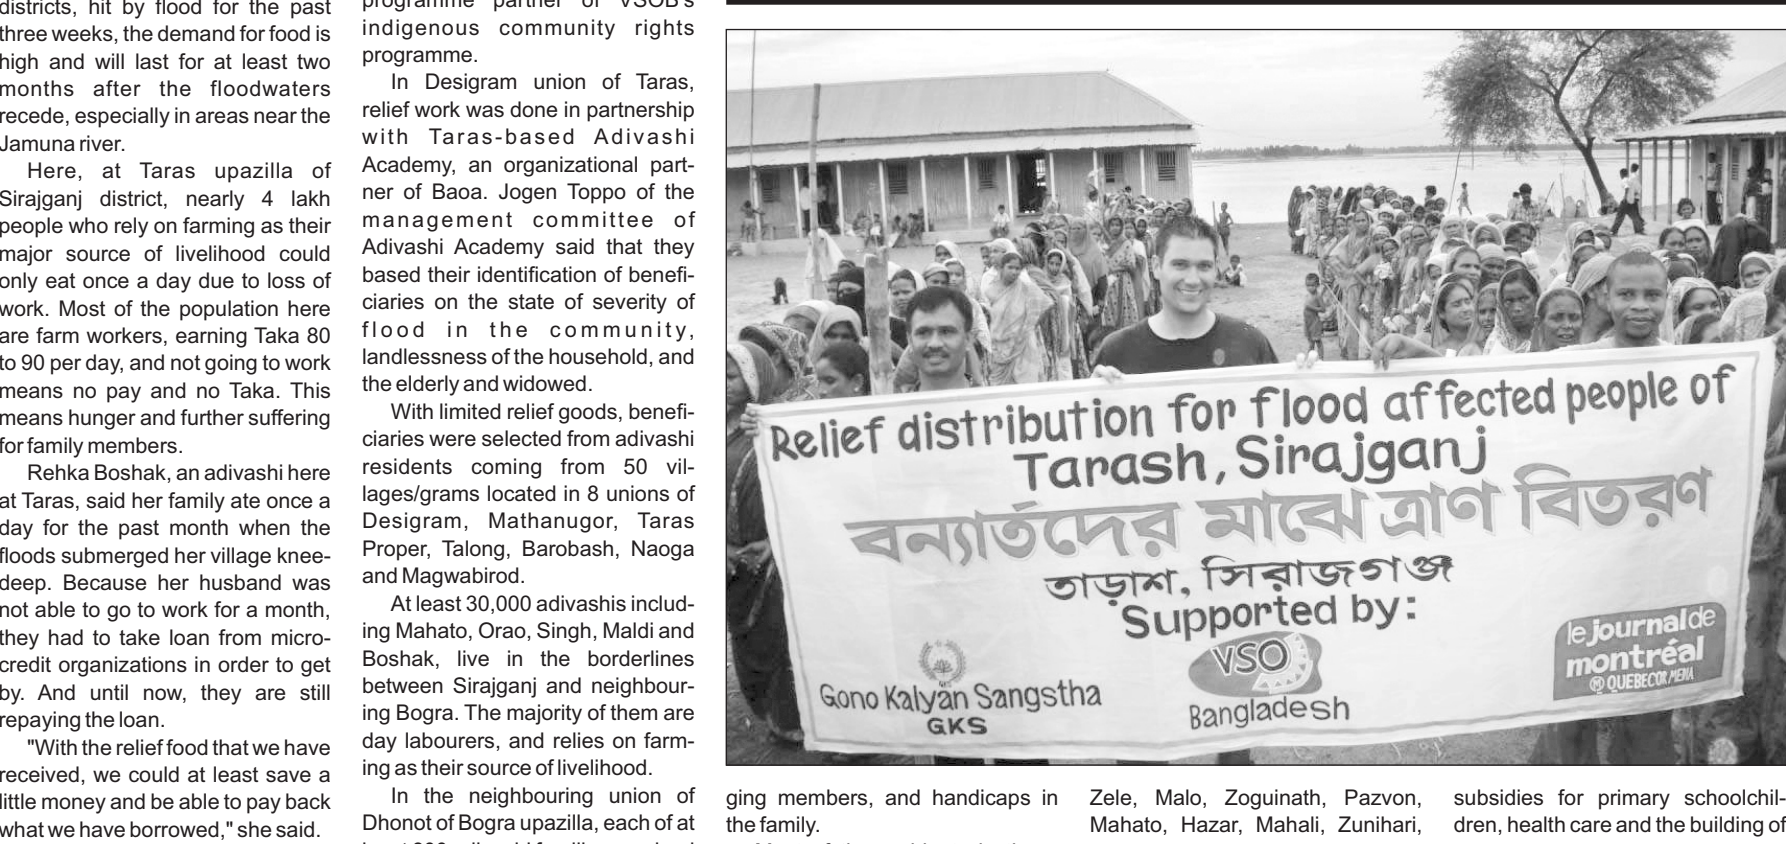 districts, hit by flood for the past
three weeks, the demand for food is
high and will last for at least two
months after the floodwaters
recede, especially in areas near the
Jamuna river.
Here, at Taras upazilla of
Sirajganj district, nearly 4 lakh
people who rely on farming as their
major source of livelihood could
only eat once a day due to loss of
work. Most of the population here
are farm workers, earning Taka 80
to 90 per day, and not going to work
means no pay and no Taka. This
means hunger and further suffering
for family members.
Rehka Boshak, an adivashi here
at Taras, said her family ate once a
day for the past month when the
floods submerged her village knee-
deep. Because her husband was
not able to go to work for a month,
they had to take loan from micro-
credit organizations in order to get
by. And until now, they are still
repaying the loan.
"With the relief food that we have
received, we could at least save a
little money and be able to pay back
what we have borrowed," she said.
programme partner of VSOB's
indigenous community rights
programme.
In Desigram union of Taras,
relief work was done in partnership
with Taras-based Adivashi
Academy, an organizational part-
ner of Baoa. Jogen Toppo of the
management committee of
Adivashi Academy said that they
based their identification of benefi-
ciaries on the state of severity of
flood in the community,
landlessness of the household, and
the elderly and widowed.
With limited relief goods, benefi-
ciaries were selected from adivashi
residents coming from 50 vil-
lages/grams located in 8 unions of
Desigram, Mathanugor, Taras
Proper, Talong, Barobash, Naoga
and Magwabirod.
At least 30,000 adivashis includ-
ing Mahato, Orao, Singh, Maldi and
Boshak, live in the borderlines
between Sirajganj and neighbour-
ing Bogra. The majority of them are
day labourers, and relies on farm-
ing as their source of livelihood.
In the neighbouring union of
Dhonot of Bogra upazilla, each of at
Relief distribution for flood affected people of
Tarash, Sirajganj
বন্যার্তদের মাঝে ত্রাণ বিতরণ
তাড়াশ, সিরাজগঞ্জ
Supported by:
Gono Kalyan Sangstha
GKS
VSO
Bangladesh
le journal de
montréal
QUEBECOR MEDIA
ging members, and handicaps in
the family.
Zele, Malo, Zoguinath, Pazvon,
Mahato, Hazar, Mahali, Zunihari,
subsidies for primary schoolchil-
dren, health care and the building of